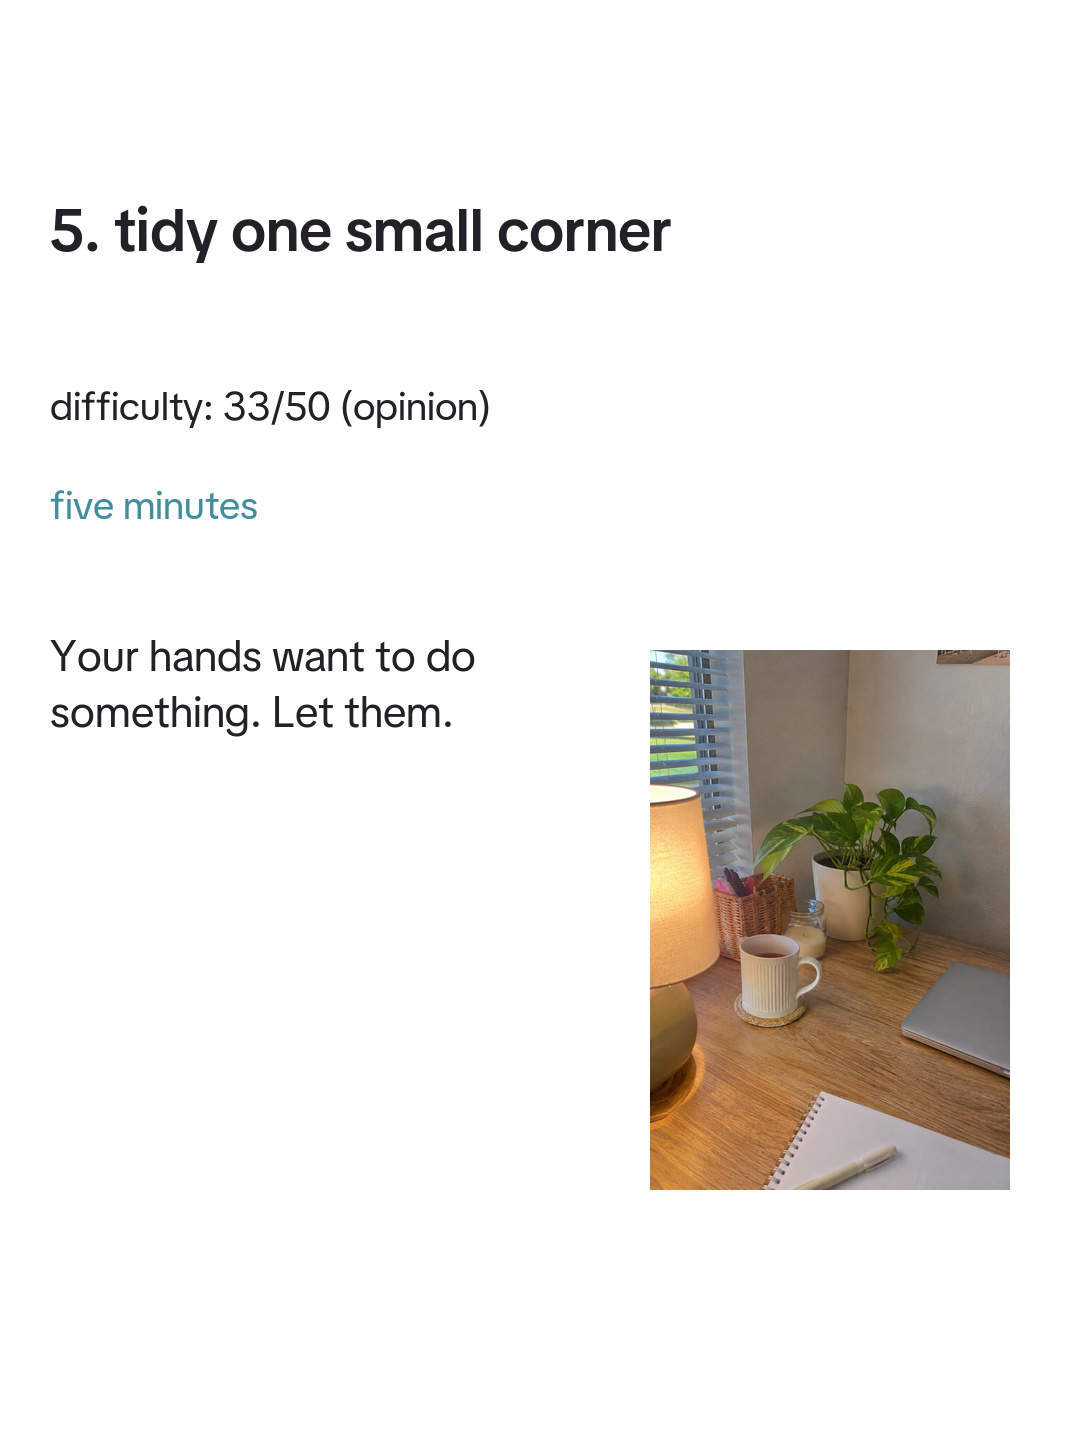 5. tidy one small corner
difficulty: 33/50 (opinion)
five minutes
Your hands want to do
something. Let them.